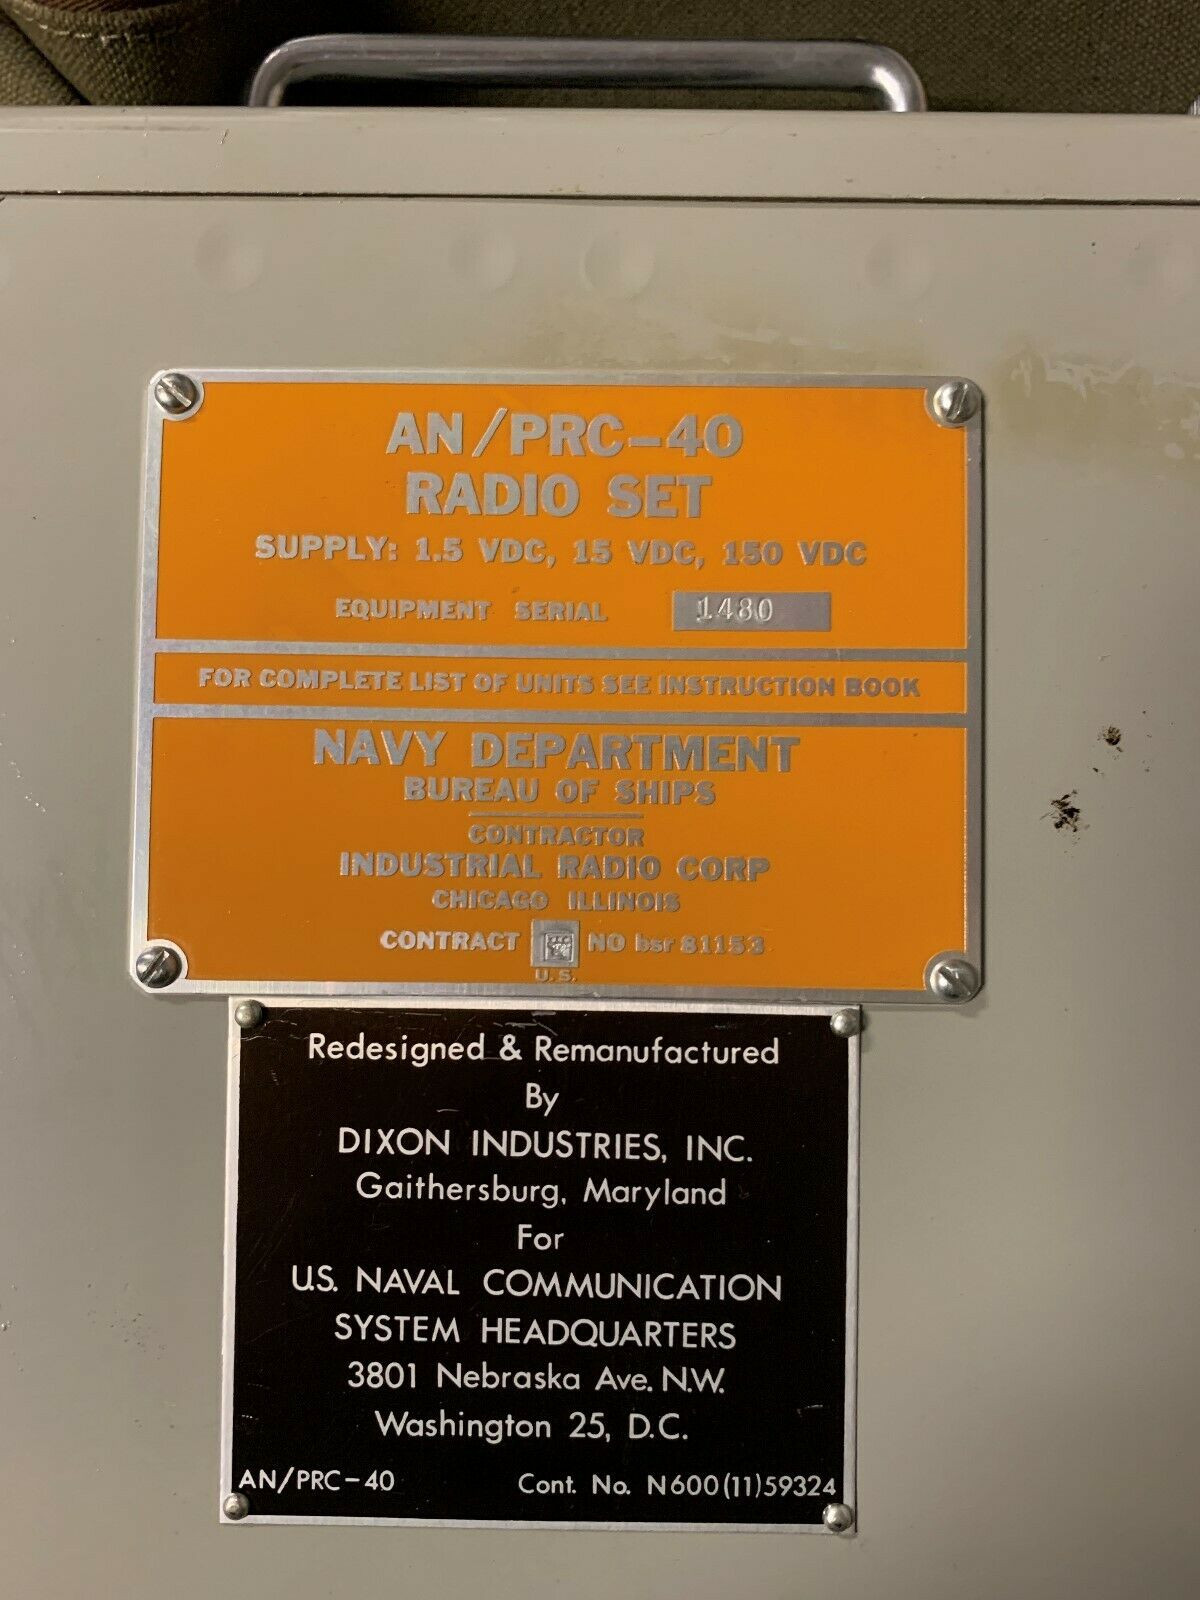 AN/PRC-40
RADIO SET
SUPPLY: 1.5 VDC, 15 VDC, 150 VDC
EQUIPMENT SERIAL 1480
FOR COMPLETE LIST OF UNITS SEE INSTRUCTION BOOK
NAVY DEPARTMENT
BUREAU OF SHIPS
CONTRACTOR
INDUSTRIAL RADIO CORP
CHICAGO ILLINOIS
CONTRACT NO bsr 81153
U.S.
Redesigned & Remanufactured
By
DIXON INDUSTRIES, INC.
Gaithersburg, Maryland
For
U.S. NAVAL COMMUNICATION
SYSTEM HEADQUARTERS
3801 Nebraska Ave. N.W.
Washington 25, D.C.
AN/PRC-40 Cont. No. N600(11)59324